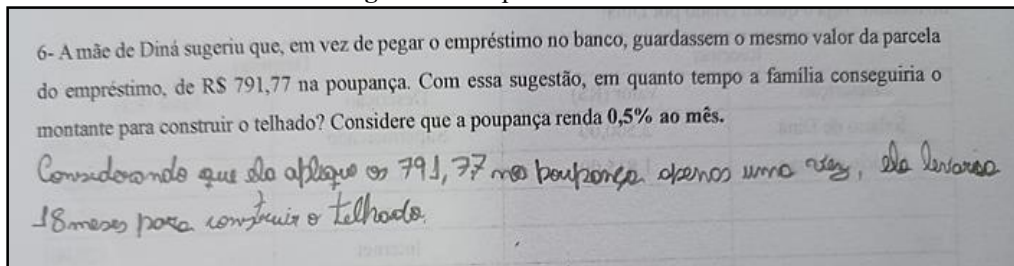 6- A mãe de Diná sugeriu que, em vez de pegar o empréstimo no banco, guardassem o mesmo valor da parcela
do empréstimo, de R$ 791,77 na poupança. Com essa sugestão, em quanto tempo a família conseguiria o
montante para construir o telhado? Considere que a poupança renda 0,5% ao mês.
Considerando que ela aplique os 791,77 na poupança apenas uma vez, ela levaria
18 meses para construir o telhado.